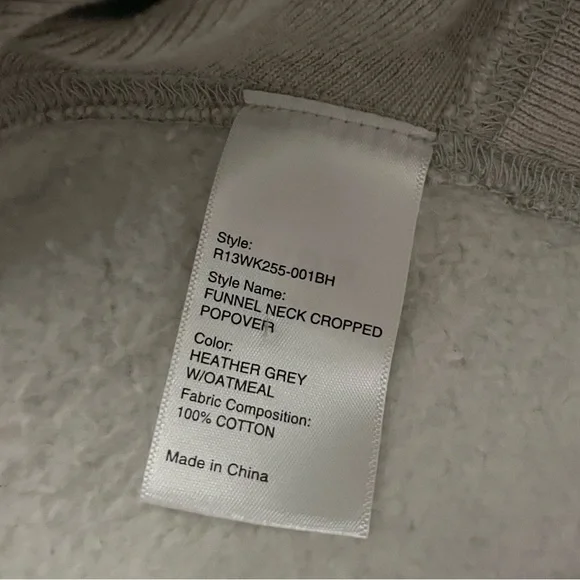 Style:
R13WK255-001BH
Style Name:
FUNNEL NECK CROPPED
POPOVER
Color:
HEATHER GREY
W/OATMEAL
Fabric Composition:
100% COTTON
Made in China